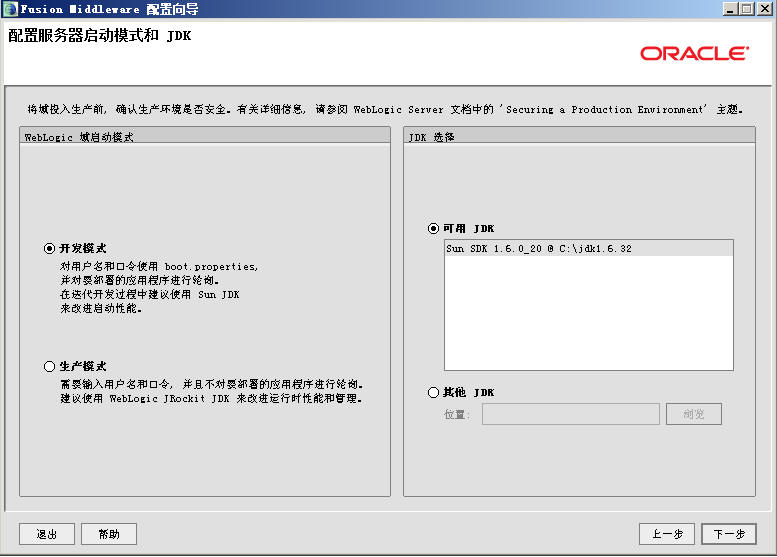 Fusion Middleware 配置向导
配置服务器启动模式和 JDK
ORACLE
将域投入生产前, 确认生产环境是否安全。有关详细信息, 请参阅 WebLogic Server 文档中的 'Securing a Production Environment' 主题。
WebLogic 域启动模式
开发模式
对用户名和口令使用 boot.properties,
并对要部署的应用程序进行轮询。
在迭代开发过程中建议使用 Sun JDK
来改进启动性能。
生产模式
需要输入用户名和口令, 并且不对要部署的应用程序进行轮询。
建议使用 WebLogic JRockit JDK 来改进运行时性能和管理。
JDK 选择
可用 JDK
Sun SDK 1.6.0_20 @ C:\jdk1.6.32
其他 JDK
位置:
浏览
退出
帮助
上一步
下一步